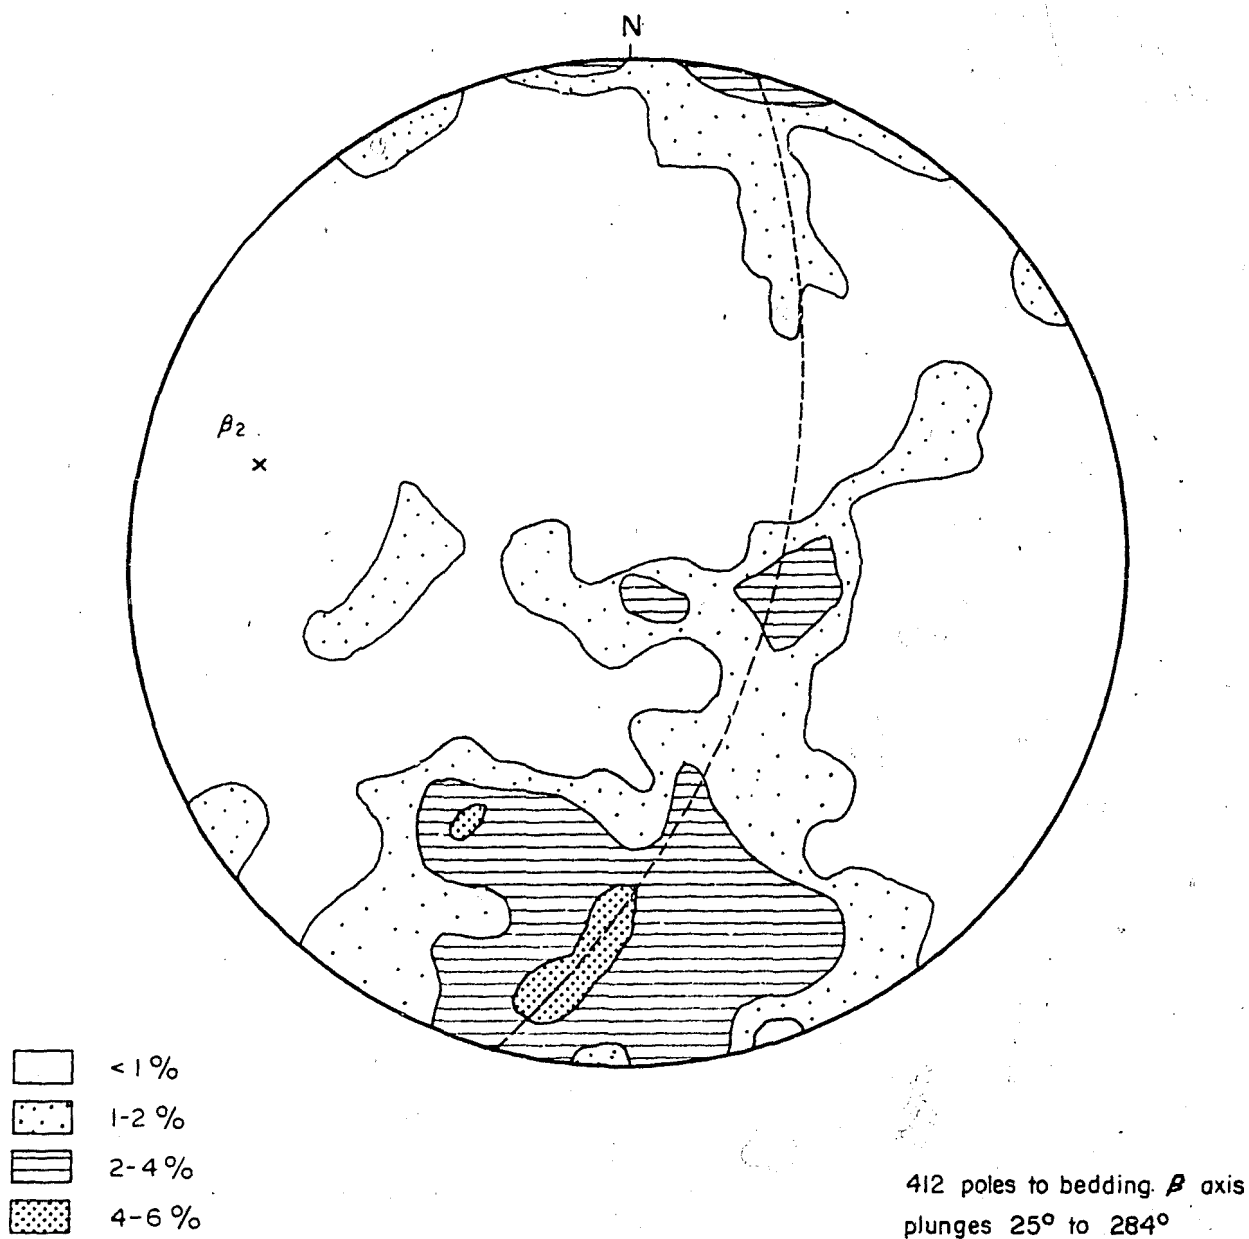 N
β2
<1%
1-2%
2-4%
4-6%
412 poles to bedding. β axis
plunges 25° to 284°